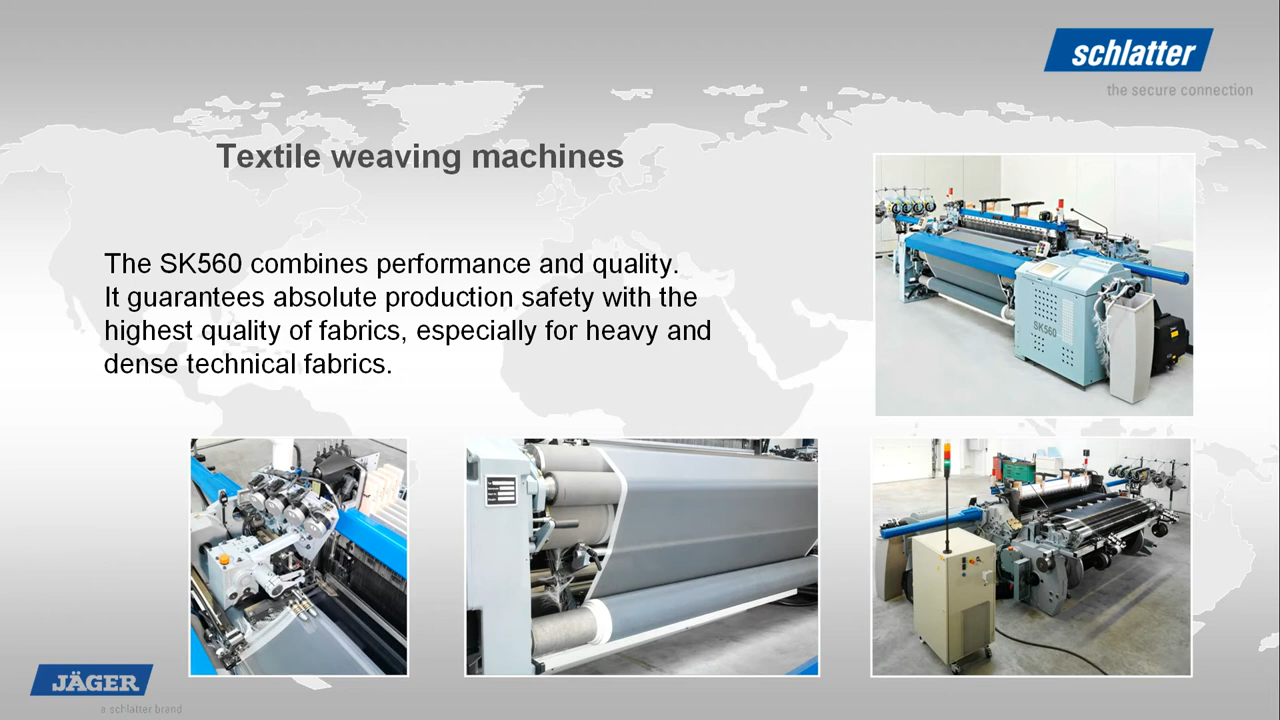 schlatter
the secure connection
Textile weaving machines
The SK560 combines performance and quality.
It guarantees absolute production safety with the
highest quality of fabrics, especially for heavy and
dense technical fabrics.
SK560
JÄGER
a schlatter brand